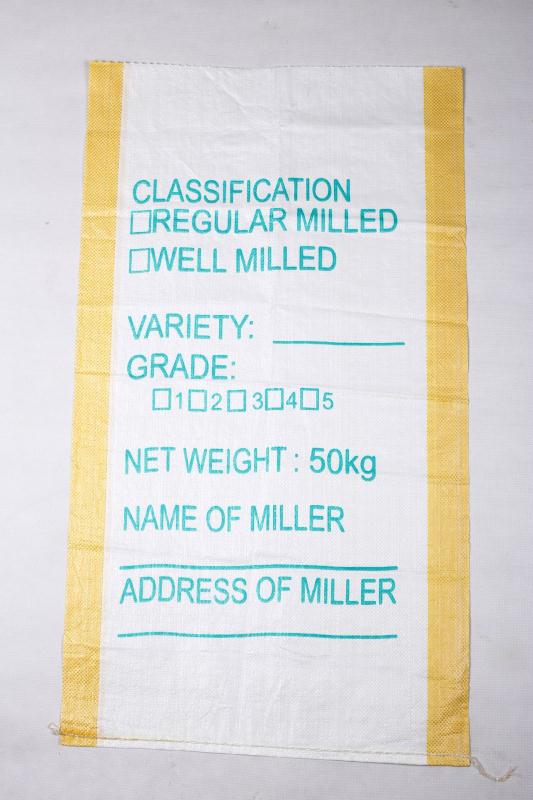 CLASSIFICATION
□REGULAR MILLED
□WELL MILLED
VARIETY: ___________
GRADE:
□1□2□3□4□5
NET WEIGHT : 50kg
NAME OF MILLER
ADDRESS OF MILLER